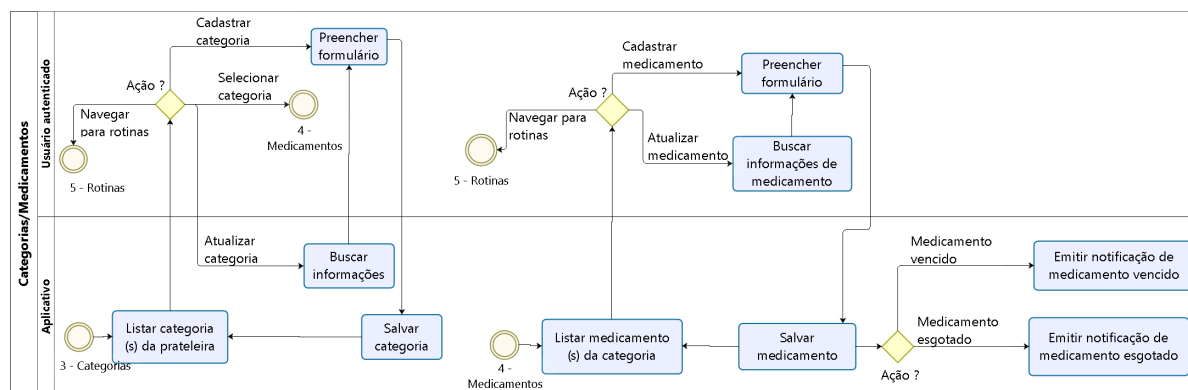 Categorias/Medicamentos
Usuário autenticado
Cadastrar
categoria
Preencher
formulário
Ação ?
Selecionar
categoria
Navegar
para rotinas
4 -
Medicamentos
5 - Rotinas
Cadastrar
medicamento
Preencher
formulário
Ação ?
Navegar para
rotinas
Atualizar
medicamento
Buscar
informações de
medicamento
5 - Rotinas
Aplicativo
Atualizar
categoria
Buscar
informações
Listar categoria
(s) da prateleira
Salvar
categoria
3 - Categorias
Listar medicamento
(s) da categoria
4 -
Medicamentos
Salvar
medicamento
Ação ?
Medicamento
vencido
Emitir notificação de
medicamento vencido
Medicamento
esgotado
Emitir notificação de
medicamento esgotado